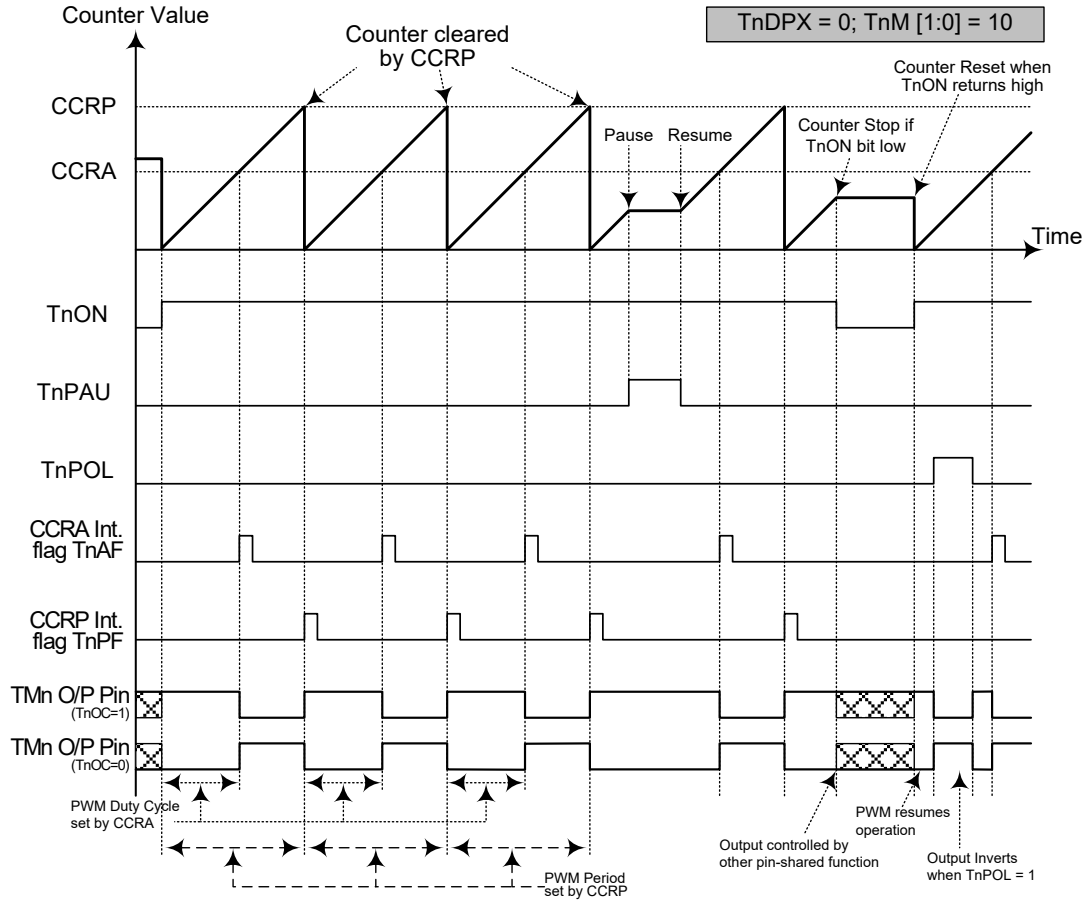 Counter Value
TnDPX = 0; TnM [1:0] = 10
Counter cleared
by CCRP
Counter Reset when
TnON returns high
CCRP
Pause
Resume
Counter Stop if
TnON bit low
CCRA
Time
TnON
TnPAU
TnPOL
CCRA Int.
flag TnAF
CCRP Int.
flag TnPF
TMn O/P Pin
(TnOC=1)
TMn O/P Pin
(TnOC=0)
PWM Duty Cycle
set by CCRA
PWM resumes
operation
Output controlled by
other pin-shared function
Output Inverts
when TnPOL = 1
PWM Period
set by CCRP